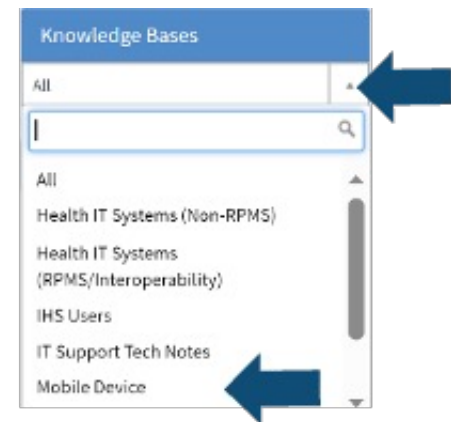 Knowledge Bases
All
All
Health IT Systems (Non-RPMS)
Health IT Systems
(RPMS/Interoperability)
IHS Users
IT Support Tech Notes
Mobile Device